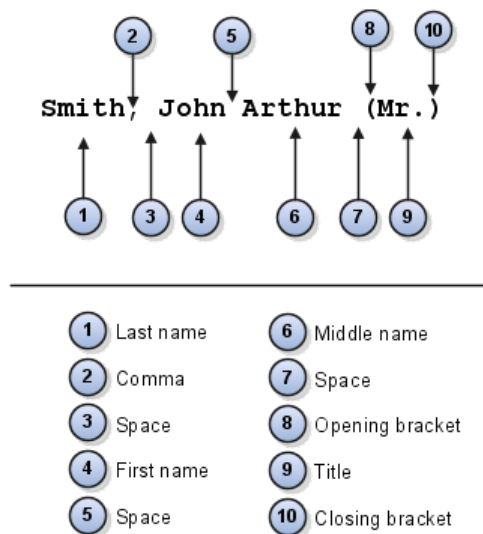 2 5 8 10
Smith, John Arthur (Mr.)
1 3 4 6 7 9
1 Last name
2 Comma
3 Space
4 First name
5 Space
6 Middle name
7 Space
8 Opening bracket
9 Title
10 Closing bracket